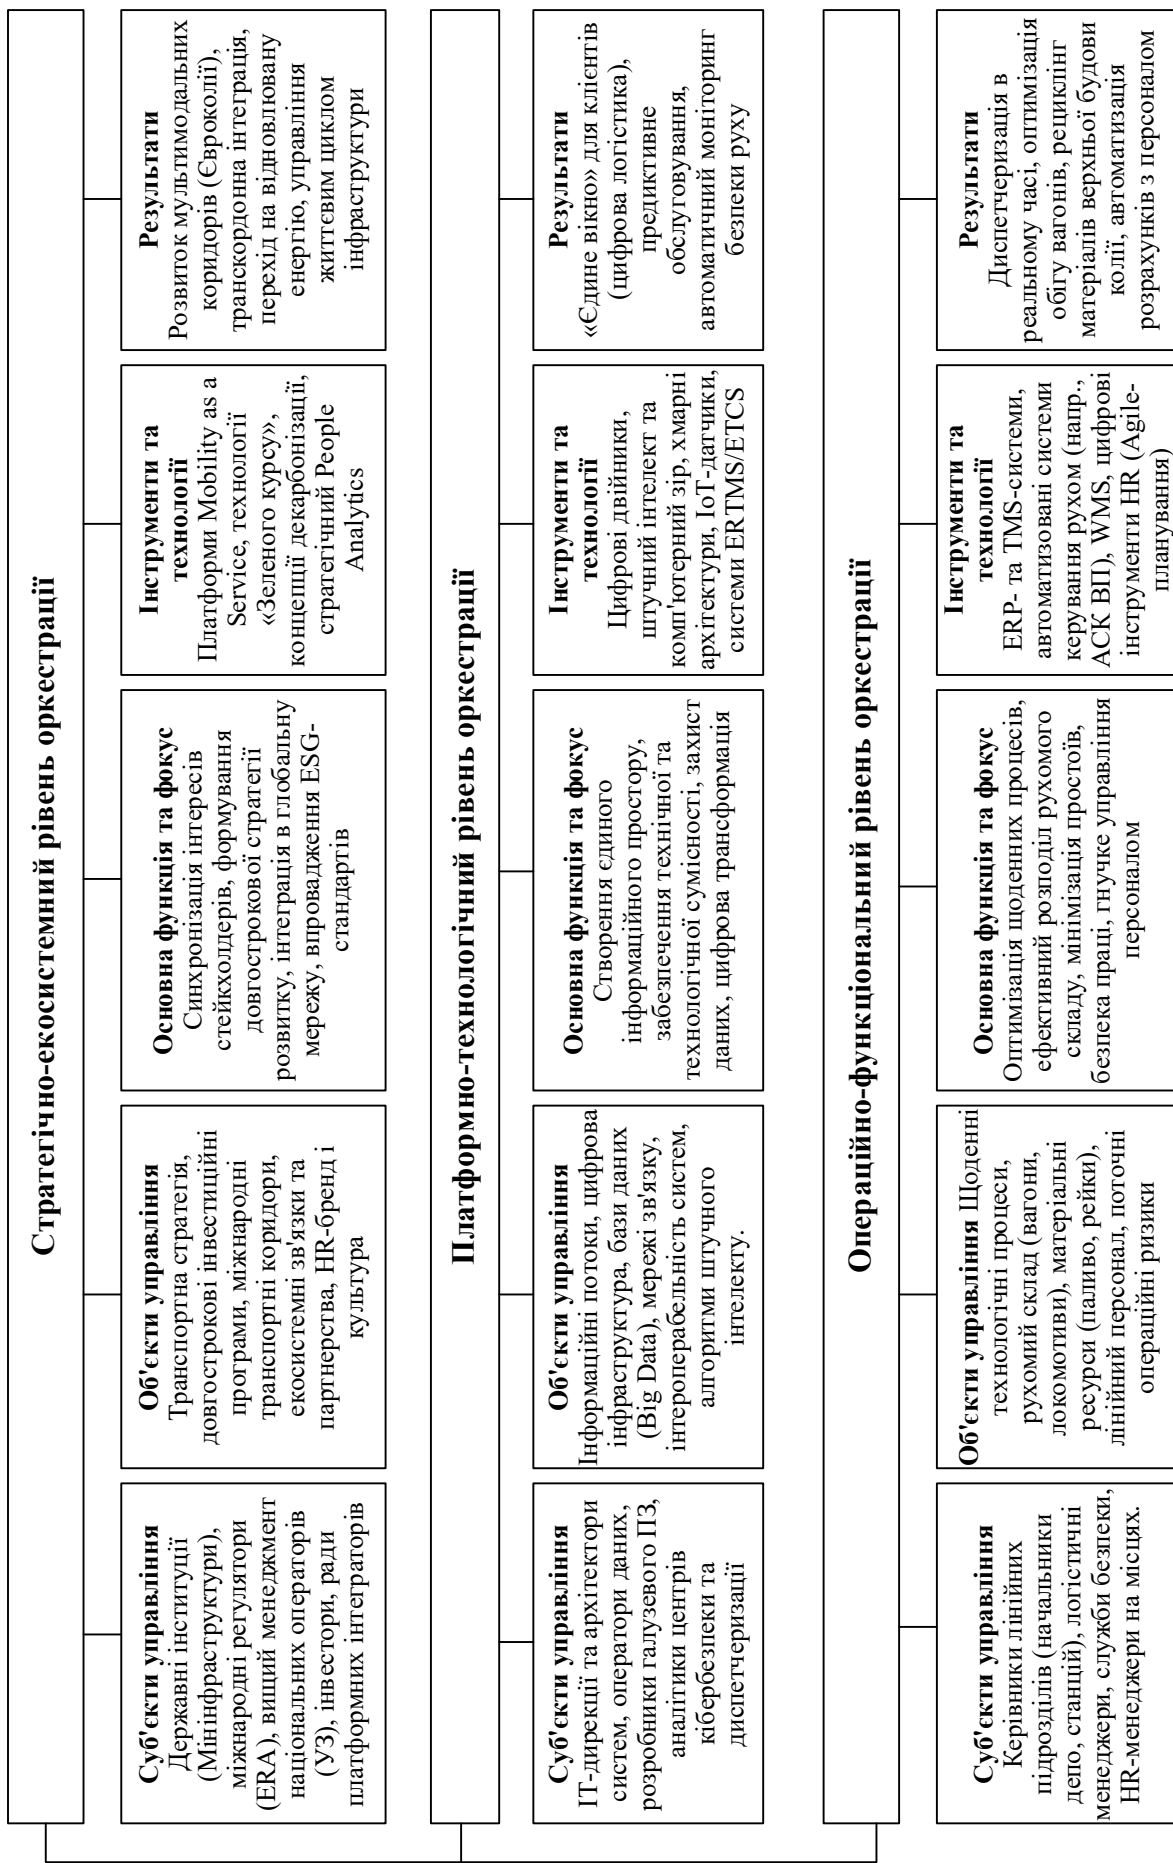 Стратегічно-екосистемний рівень оркестрації
Суб'єкти управління
Державні інституції
(Мінінфраструктури),
міжнародні регулятори
(ERA), вищий менеджмент
національних операторів
(УЗ), інвестори, ради
платформних інтеграторів
Об'єкти управління
Транспортна стратегія,
довгострокові інвестиційні
програми, міжнародні
транспортні коридори,
екосистемні зв'язки та
партнерства, HR-бренд і
культура
Основна функція та фокус
Синхронізація інтересів
стейкхолдерів, формування
довгострокової стратегії
розвитку, інтеграція в глобальну
мережу, впровадження ESG-
стандартів
Інструменти та
технології
Платформи Mobility as a
Service, технології
«Зеленого курсу»,
концепції декарбонізації,
стратегічний People
Analytics
Результати
Розвиток мультимодальних
коридорів (Євроколії),
транскордонна інтеграція,
перехід на відновлювану
енергію, управління
життєвим циклом
інфраструктури
Платформно-технологічний рівень оркестрації
Суб'єкти управління
ІТ-дирекції та архітектори
систем, оператори даних,
розробники галузевого ПЗ,
аналітики центрів
кібербезпеки та
диспетчеризації
Об'єкти управління
Інформаційні потоки, цифрова
інфраструктура, бази даних
(Big Data), мережі зв'язку,
інтероперабельність систем,
алгоритми штучного
інтелекту.
Основна функція та фокус
Створення єдиного
інформаційного простору,
забезпечення технічної та
технологічної сумісності, захист
даних, цифрова трансформація
Інструменти та
технології
Цифрові двійники,
штучний інтелект та
комп'ютерний зір, хмарні
архітектури, IoT-датчики,
системи ERTMS/ETCS
Результати
«Єдине вікно» для клієнтів
(цифрова логістика),
предиктивне
обслуговування,
автоматичний моніторинг
безпеки руху
Операційно-функціональний рівень оркестрації
Суб'єкти управління
Керівники лінійних
підрозділів (начальники
депо, станцій), логістичні
менеджери, служби безпеки,
HR-менеджери на місцях.
Об'єкти управління Щоденні
технологічні процеси,
рухомий склад (вагони,
локомотиви), матеріальні
ресурси (паливо, рейки),
лінійний персонал, поточні
операційні ризики
Основна функція та фокус
Оптимізація щоденних процесів,
ефективний розподіл рухомого
складу, мінімізація простоїв,
безпека праці, гнучке управління
персоналом
Інструменти та
технології
ERP- та TMS-системи,
автоматизовані системи
керування рухом (напр.,
АСК ВП), WMS, цифрові
інструменти HR (Agile-
планування)
Результати
Диспетчеризація в
реальному часі, оптимізація
обігу вагонів, рециклінг
матеріалів верхньої будови
колії, автоматизація
розрахунків з персоналом